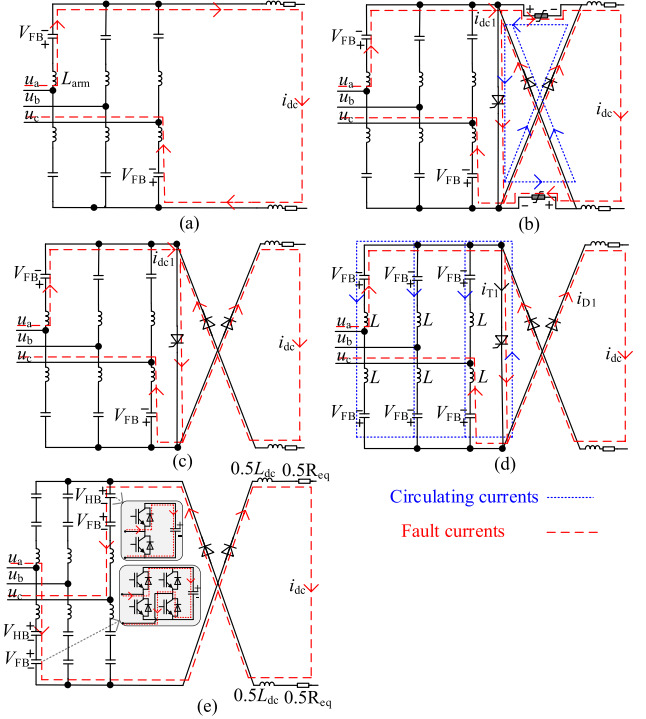 V_FB - +
u_a
L_arm
u_b
u_c
i_dc
V_FB - +
(a)
V_FB - +
i_dc1
+ -
u_a
u_b
u_c
i_dc
V_FB - +
- +
(b)
V_FB - +
i_dc1
u_a
u_b
u_c
i_dc
V_FB - +
(c)
V_FB - + V_FB - + V_FB - +
i_T1
i_D1
u_a L L L
u_b
u_c
i_dc
L L L
V_FB - + V_FB - + V_FB - +
(d)
0.5L_dc 0.5R_eq
V_HB + -
V_FB + -
+ -
u_a
u_b
u_c
+ -
i_dc
V_HB + -
V_FB + -
0.5L_dc 0.5R_eq
(e)
Circulating currents
Fault currents